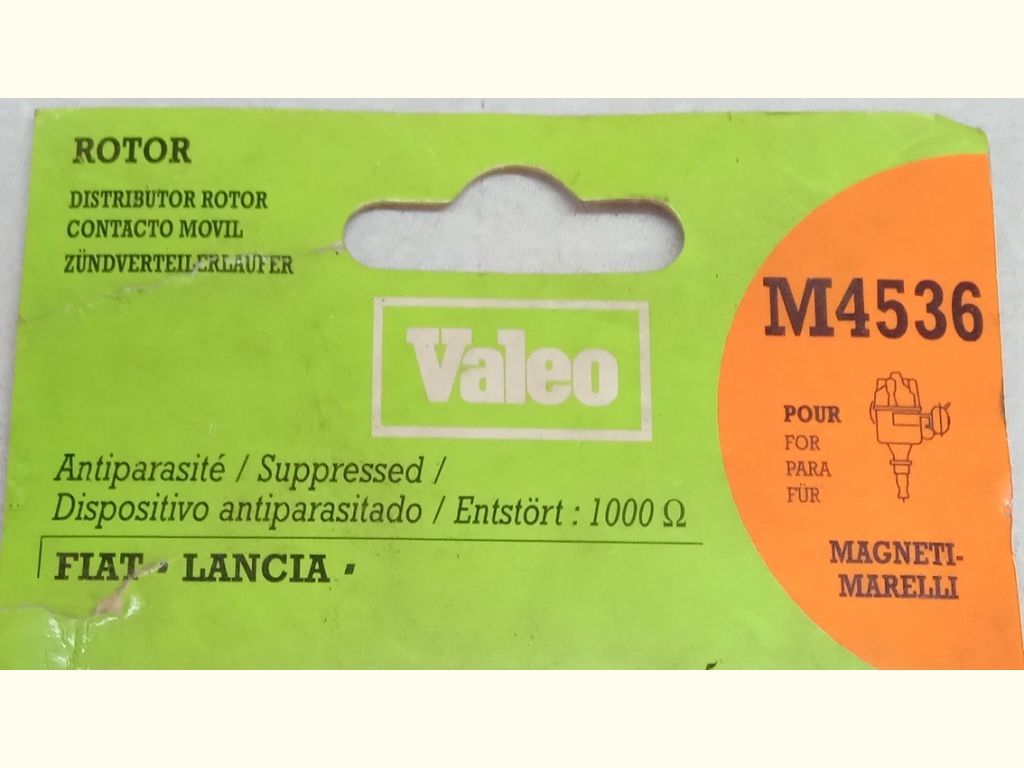 ROTOR
DISTRIBUTOR ROTOR
CONTACTO MOVIL
ZÜNDVERTEILERLAUFER
Valeo
M4536
POUR
FOR
PARA
FÜR
MAGNETI-
MARELLI
Antiparasité / Suppressed /
Dispositivo antiparasitado / Entstört : 1000 Ω
FIAT ▪ LANCIA ▪